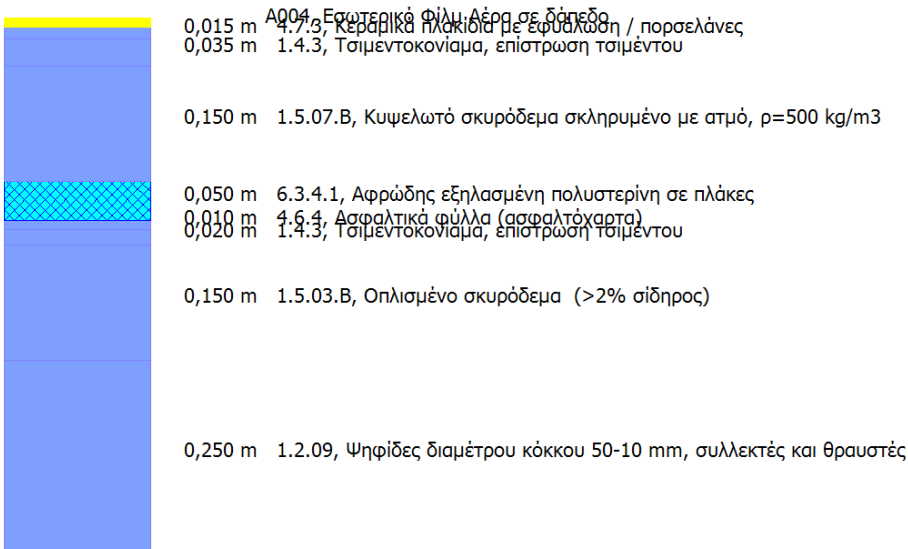 A004, Εσωτερικό Φίλμ Αέρα σε δάπεδο
0,015 m 4.7.3, Κεραμικά πλακίδια με εφυάλωση / πορσελάνες
0,035 m 1.4.3, Τσιμεντοκονίαμα, επίστρωση τσιμέντου
0,150 m 1.5.07.Β, Κυψελωτό σκυρόδεμα σκληρυμένο με ατμό, ρ=500 kg/m3
0,050 m 6.3.4.1, Αφρώδης εξηλασμένη πολυστερίνη σε πλάκες
0,010 m 4.6.4, Ασφαλτικά φύλλα (ασφαλτόχαρτα)
0,020 m 1.4.3, Τσιμεντοκονίαμα, επίστρωση τσιμέντου
0,150 m 1.5.03.Β, Οπλισμένο σκυρόδεμα (>2% σίδηρος)
0,250 m 1.2.09, Ψηφίδες διαμέτρου κόκκου 50-10 mm, συλλεκτές και θραυστές